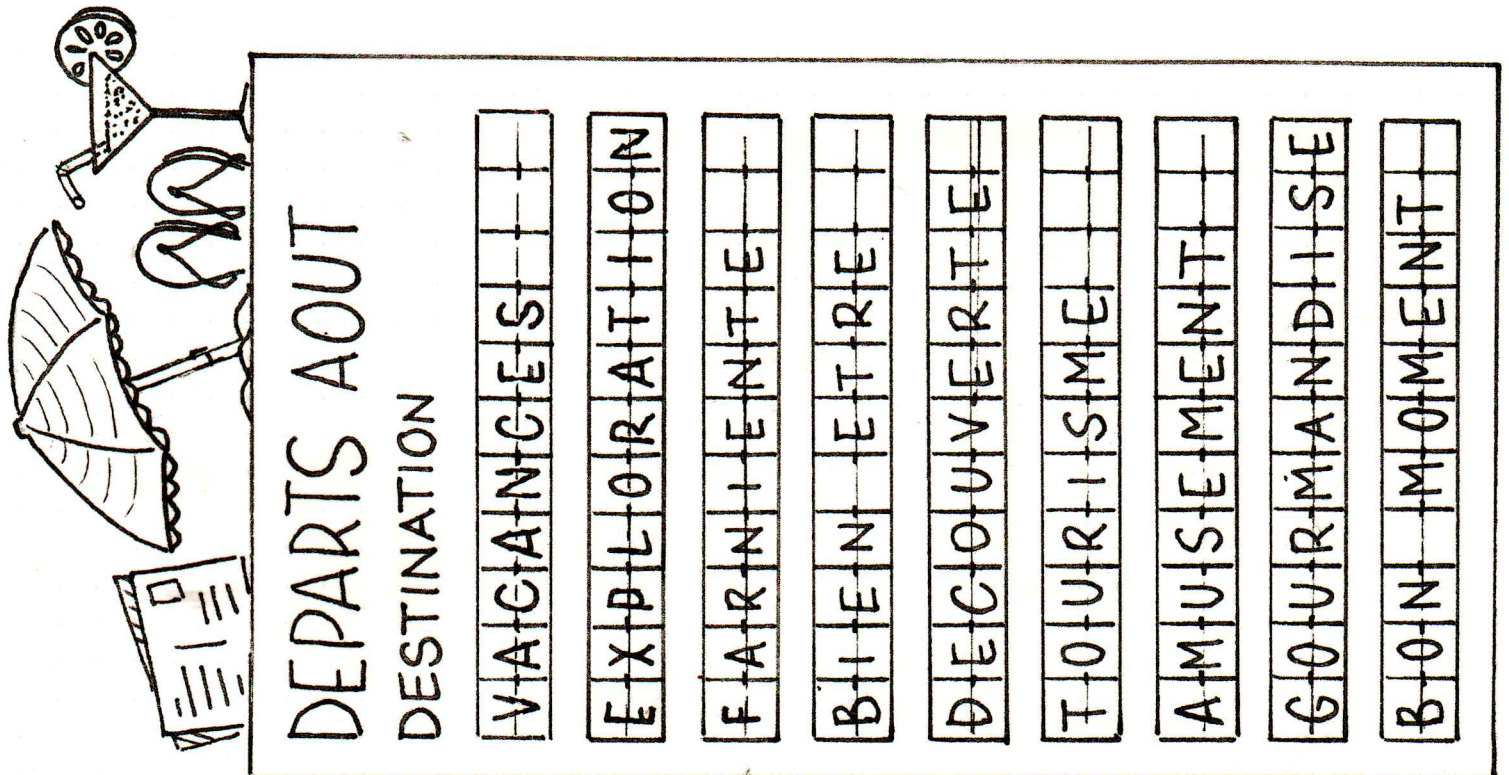 DEPARTS AOUT
DESTINATION
VACANCES
EXPLORATION
FARNIENTE
BIEN ETRE
DECOUVERTE
TOURISME
AMUSEMENT
GOURMANDISE
BON MOMENT